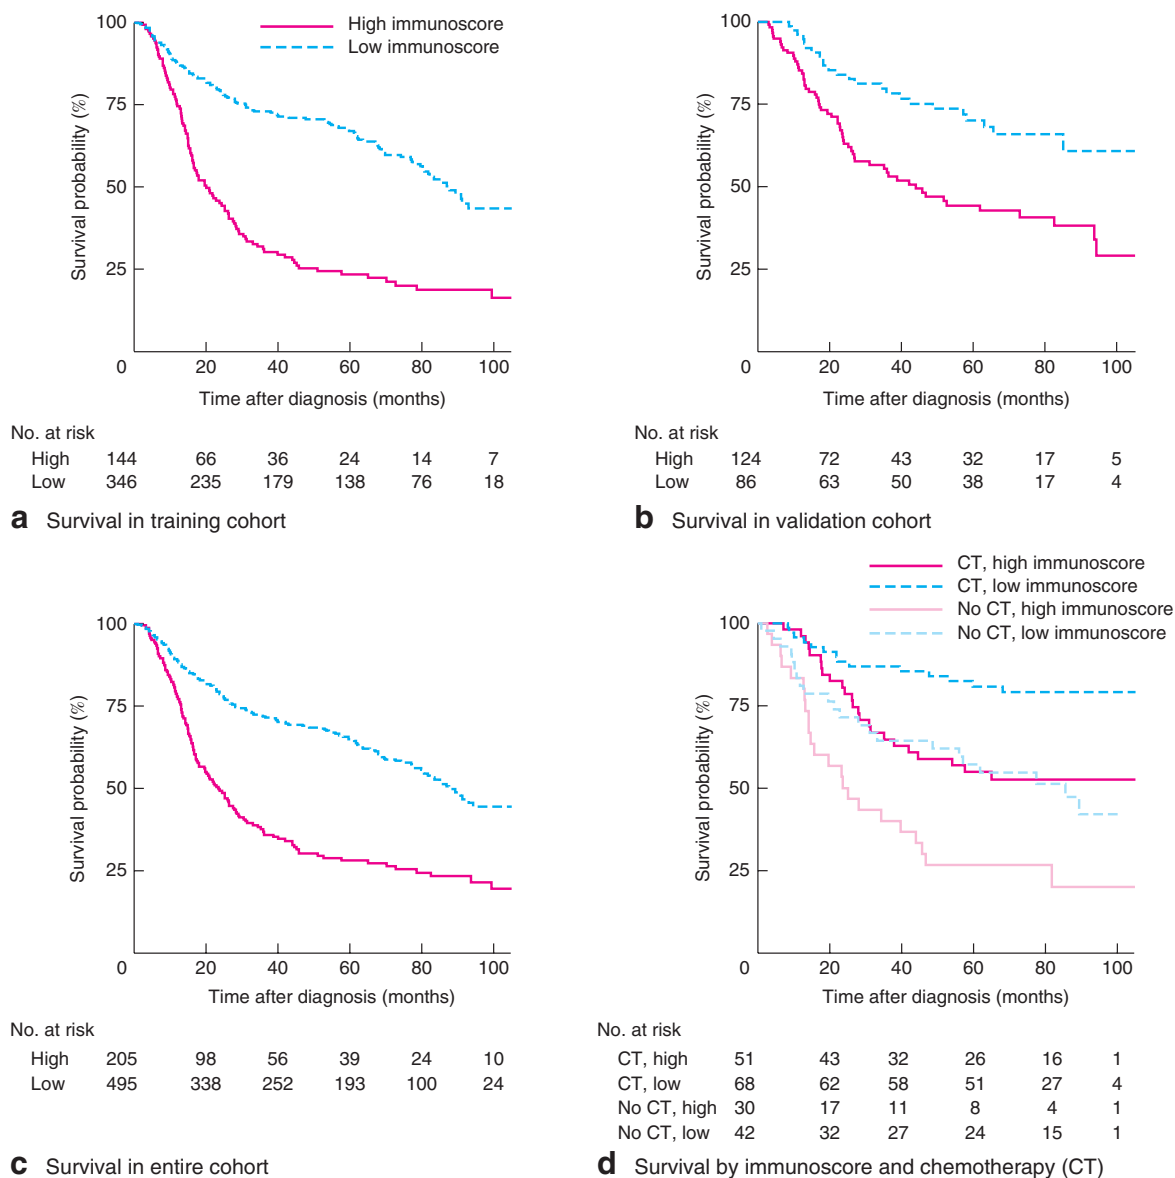 High immunoscore
Low immunoscore
Survival probability (%)
100
75
50
25
0
20 40 60 80 100
Time after diagnosis (months)
No. at risk
High 144 66 36 24 14 7
Low 346 235 179 138 76 18
a Survival in training cohort
Survival probability (%)
100
75
50
25
0
20 40 60 80 100
Time after diagnosis (months)
No. at risk
High 124 72 43 32 17 5
Low 86 63 50 38 17 4
b Survival in validation cohort
Survival probability (%)
100
75
50
25
0
20 40 60 80 100
Time after diagnosis (months)
No. at risk
High 205 98 56 39 24 10
Low 495 338 252 193 100 24
c Survival in entire cohort
CT, high immunoscore
CT, low immunoscore
No CT, high immunoscore
No CT, low immunoscore
Survival probability (%)
100
75
50
25
0
20 40 60 80 100
Time after diagnosis (months)
No. at risk
CT, high 51 43 32 26 16 1
CT, low 68 62 58 51 27 4
No CT, high 30 17 11 8 4 1
No CT, low 42 32 27 24 15 1
d Survival by immunoscore and chemotherapy (CT)